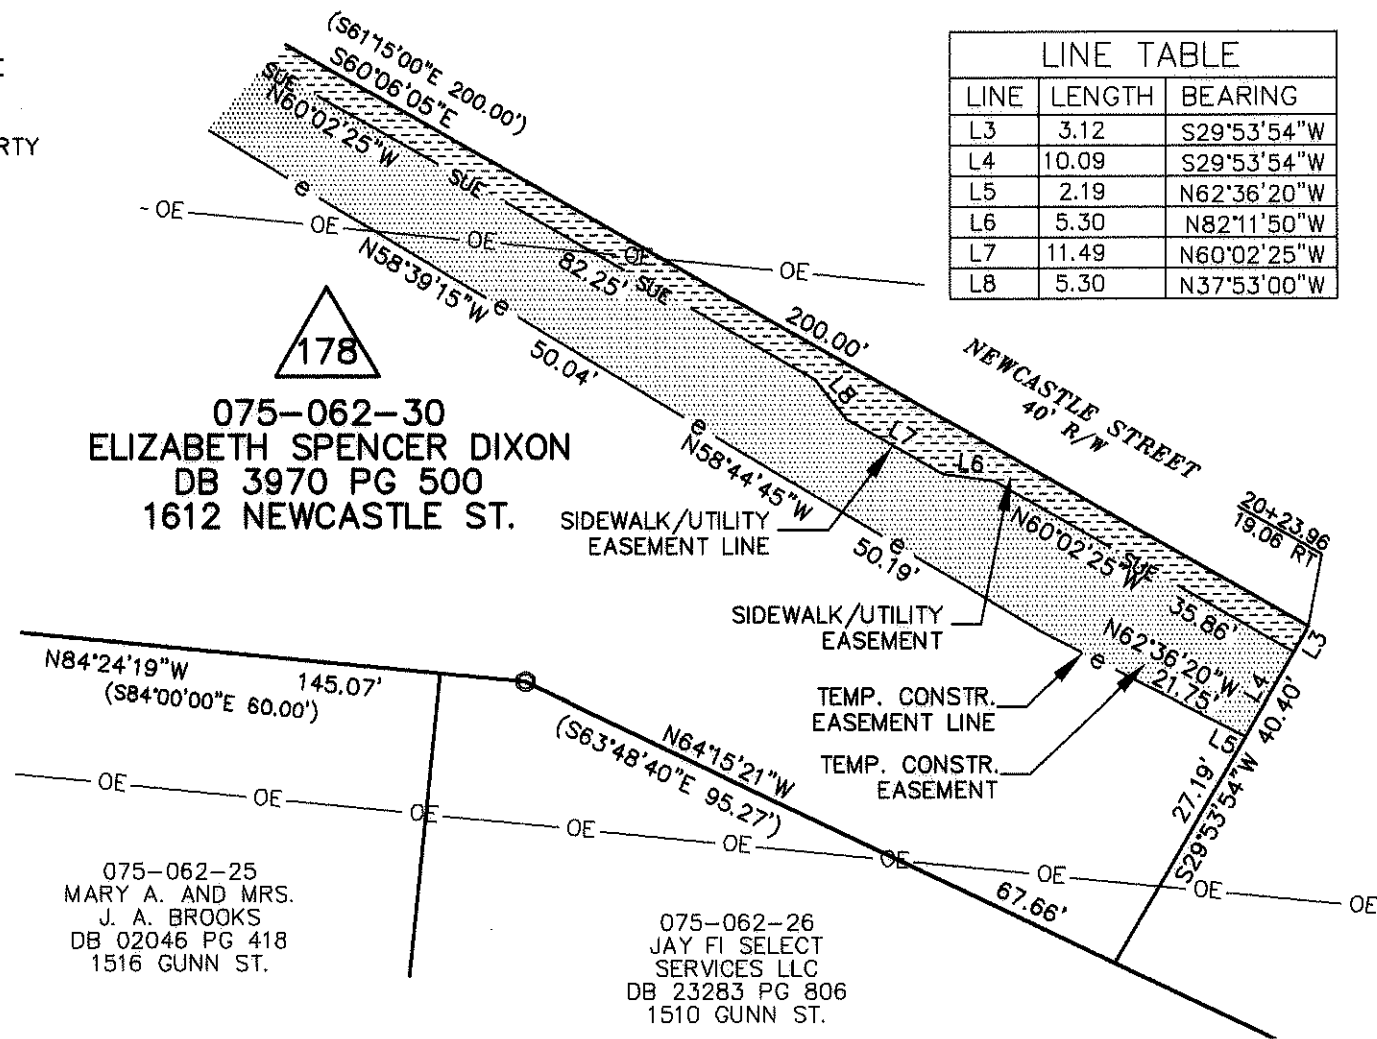 RTY
(S61°15'00"E 200.00')
S60°06'05"E
SUE
N60°02'25"W
SUE
82.25'
SUE
200.00'
OE
OE
OE
OE
OE
e
N58°39'15"W
e
50.04'
e
N58°44'45"W
e
50.19'
e
L8
L7
L6
N60°02'25"W
SUE
35.86'
N62°36'20"W
21.75'
L3
L4
L5
40.40'
27.19'
S29°53'54"W
NEWCASTLE STREET
40' R/W
20+23.96
19.06 RT
LINE TABLE
LINE LENGTH BEARING
L3 3.12 S29°53'54"W
L4 10.09 S29°53'54"W
L5 2.19 N62°36'20"W
L6 5.30 N82°11'50"W
L7 11.49 N60°02'25"W
L8 5.30 N37°53'00"W
178
075-062-30
ELIZABETH SPENCER DIXON
DB 3970 PG 500
1612 NEWCASTLE ST.
SIDEWALK/UTILITY
EASEMENT LINE
SIDEWALK/UTILITY
EASEMENT
TEMP. CONSTR.
EASEMENT LINE
TEMP. CONSTR.
EASEMENT
N84°24'19"W
145.07'
(S84°00'00"E 60.00')
N64°15'21"W
(S63°48'40"E 95.27')
67.66'
OE
OE
OE
OE
OE
OE
OE
OE
OE
075-062-25
MARY A. AND MRS.
J. A. BROOKS
DB 02046 PG 418
1516 GUNN ST.
075-062-26
JAY FI SELECT
SERVICES LLC
DB 23283 PG 806
1510 GUNN ST.